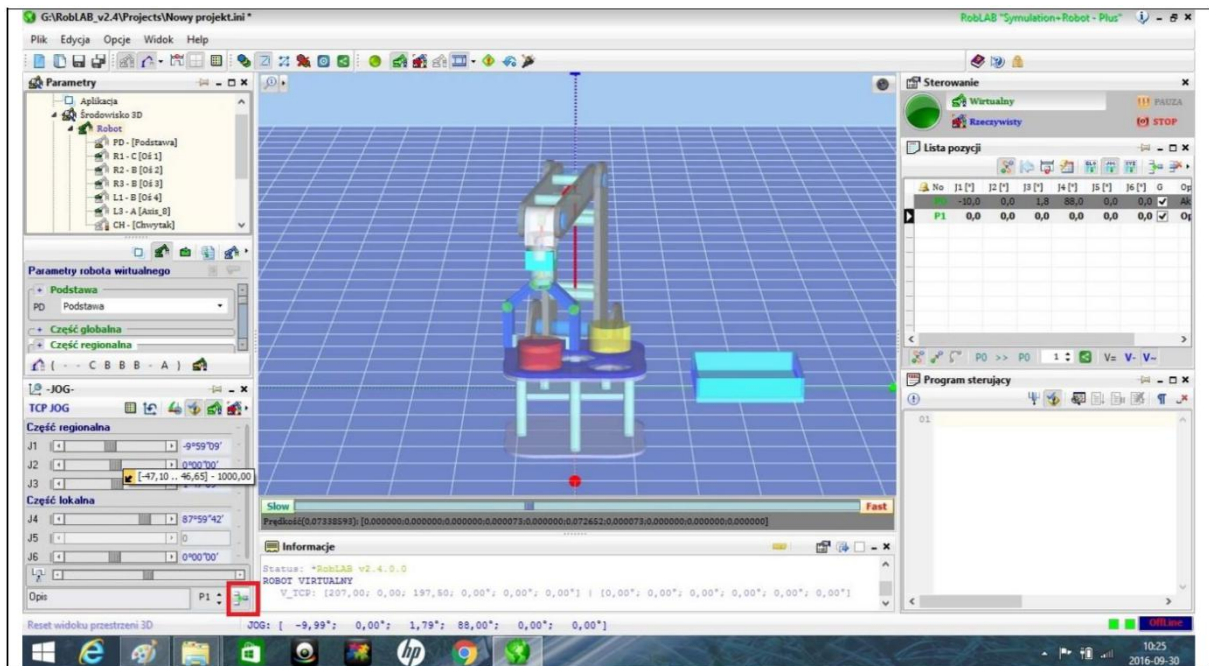 G:\RobLAB_v2.4\Projects\Nowy projekt.ini *
RobLAB "Symulation+Robot - Plus"
Plik Edycja Opcje Widok Help
Parametry
Aplikacja
Środowisko 3D
Robot
PD - [Podstawa]
R1 - C [Oś 1]
R2 - B [Oś 2]
R3 - B [Oś 3]
L1 - B [Oś 4]
L3 - A [Axis_8]
CH - [Chwytak]
Parametry robota wirtualnego
Podstawa
PD Podstawa
Część globalna
Część regionalna
( - - C B B B - A )
-JOG-
TCP JOG
Część regionalna
J1 -9°59'09'
J2 0°00'00'
[-47,10 .. 46,65] - 1000,00
J3
Część lokalna
J4 87°59'42'
J5 0
J6 0°00'00'
Opis P1
Slow Fast
Prędkość(0.07338593): [0.000000:0.000000:0.000000:0.000073:0.000000:0.072652:0.000073:0.000000:0.000000:0.000000]
Informacje
Status: *RobLAB v2.4.0.0
ROBOT VIRTUALNY
V_TCP: [207,00; 0,00; 197,50; 0,00°; 0,00°; 0,00°] | [0,00°; 0,00°; 0,00°; 0,00°; 0,00°; 0,00°]
Sterowanie
Wirtualny PAUZA
Rzeczywisty STOP
Lista pozycji
No J1 [°] J2 [°] J3 [°] J4 [°] J5 [°] J6 [°] G Op
P0 -10,0 0,0 1,8 88,0 0,0 0,0 Ak
P1 0,0 0,0 0,0 0,0 0,0 0,0 Op
P0 >> P0 1 V= V- V~
Program sterujący
01
Reset widoku przestrzeni 3D
JOG: [ -9,99°; 0,00°; 1,79°; 88,00°; 0,00°; 0,00°]
OffLine
hp
10:25
2016-09-30